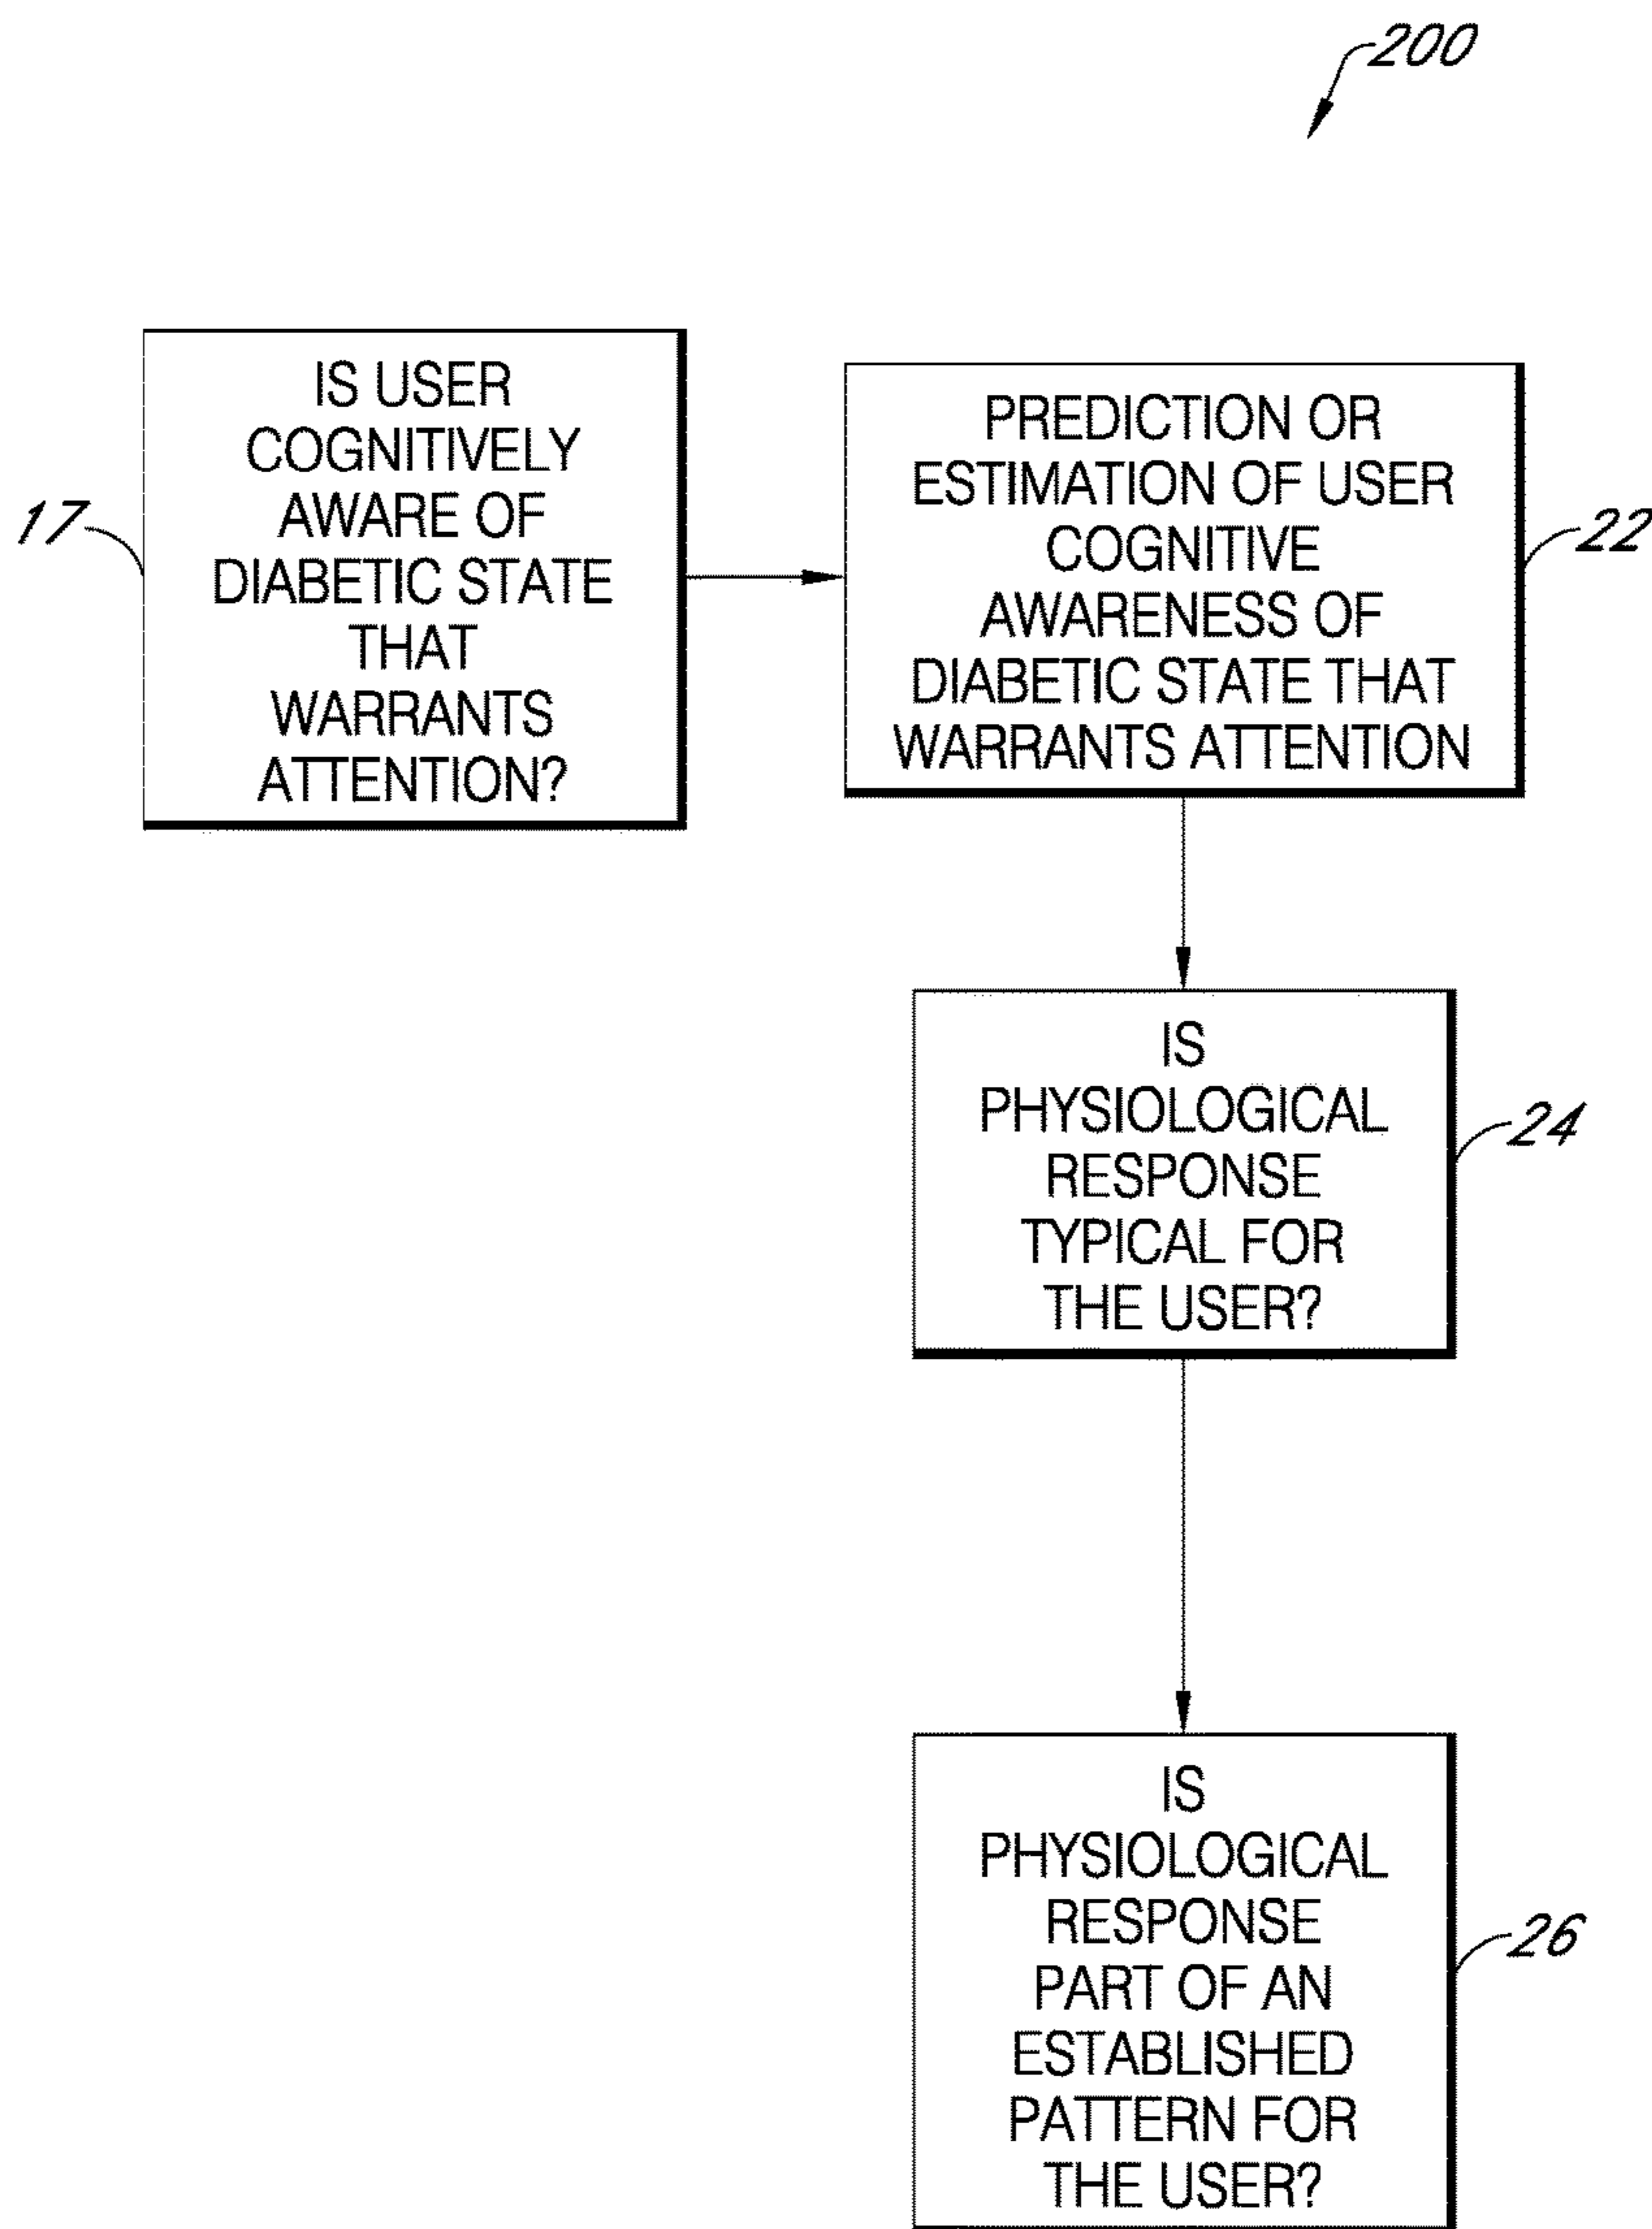 200
IS USER
COGNITIVELY
AWARE OF
DIABETIC STATE
THAT
WARRANTS
ATTENTION?
17
PREDICTION OR
ESTIMATION OF USER
COGNITIVE
AWARENESS OF
DIABETIC STATE THAT
WARRANTS ATTENTION
22
IS
PHYSIOLOGICAL
RESPONSE
TYPICAL FOR
THE USER?
24
IS
PHYSIOLOGICAL
RESPONSE
PART OF AN
ESTABLISHED
PATTERN FOR
THE USER?
26